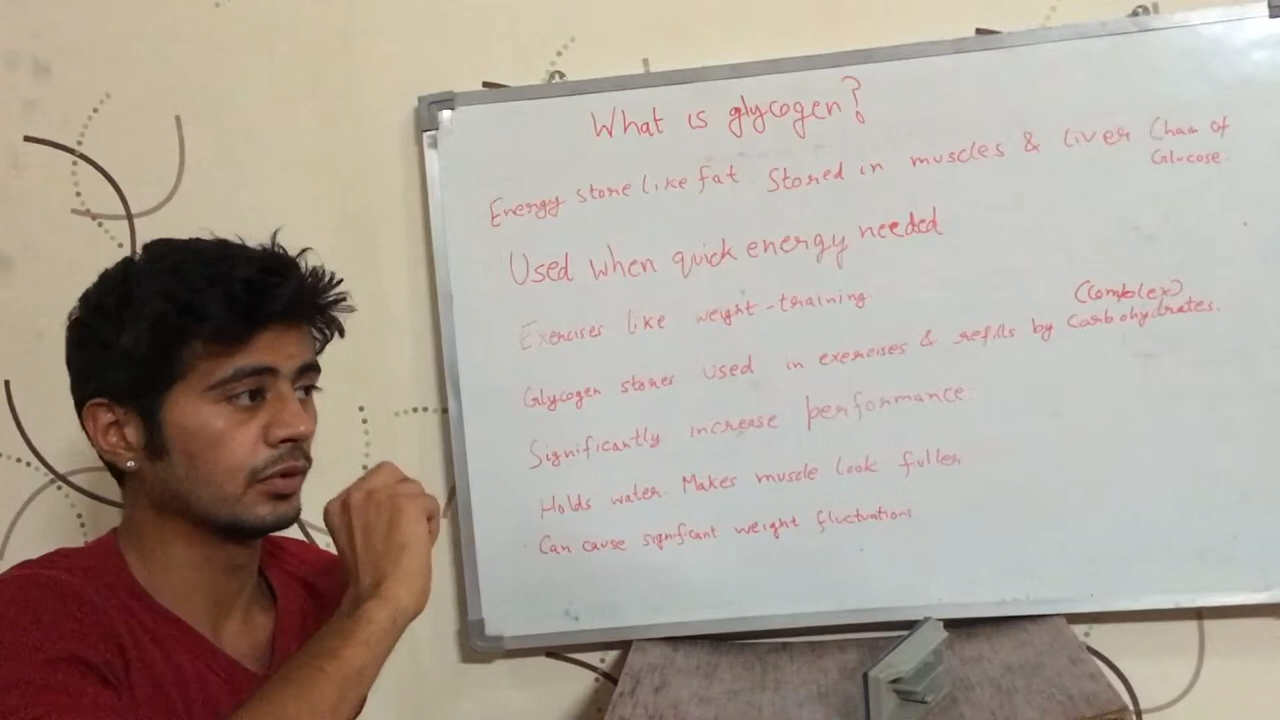 What is glycogen?
Energy store like fat. Stored in muscles & liver Chain of
Glucose.
Used when quick energy needed
Exercises like weight-training
(Complex)
Glycogen stores used in exercises & refills by Carbohydrates.
Significantly increase performance.
Holds water. Makes muscle look fuller
Can cause significant weight fluctuations